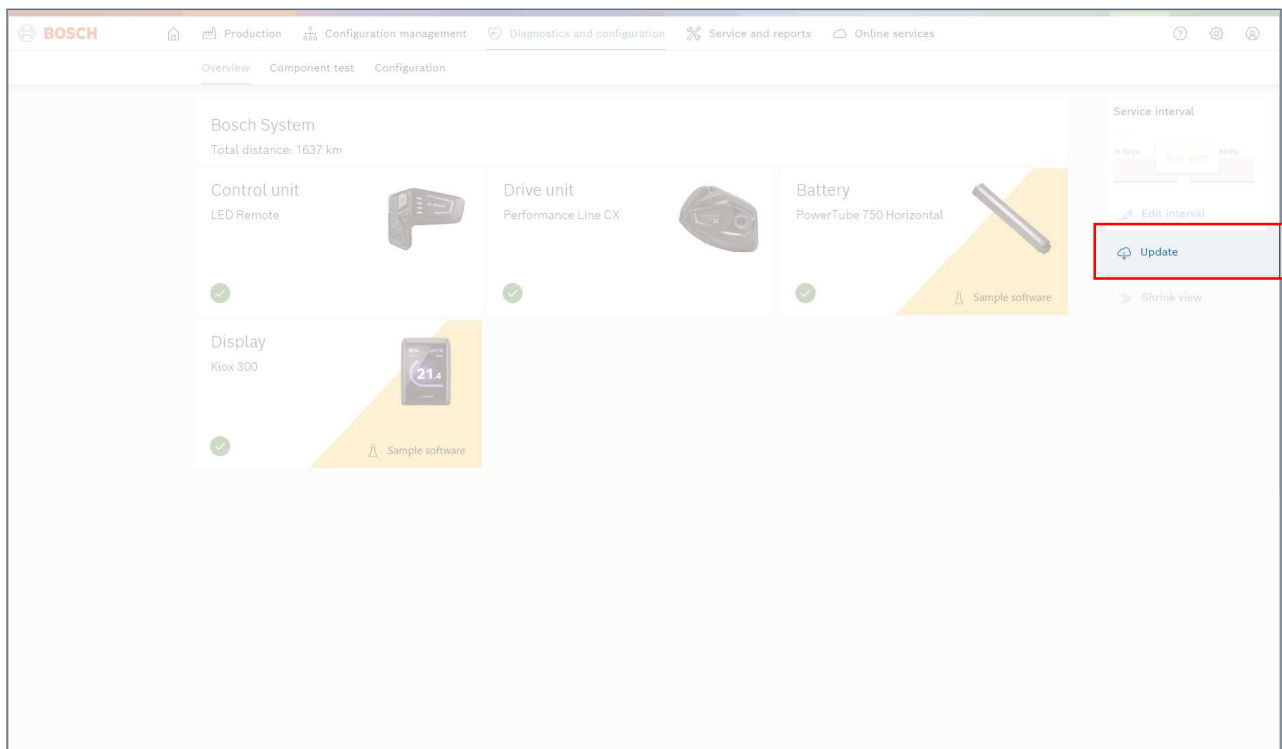 BOSCH
Production
Configuration management
Diagnostics and configuration
Service and reports
Online services
Overview
Component test
Configuration
Bosch System
Total distance: 1637 km
Control unit
LED Remote
Drive unit
Performance Line CX
Battery
PowerTube 750 Horizontal
Sample software
Display
Kiox 300
21.4
Sample software
Service interval
In days
Not set!
Edit interval
Update
Shrink view